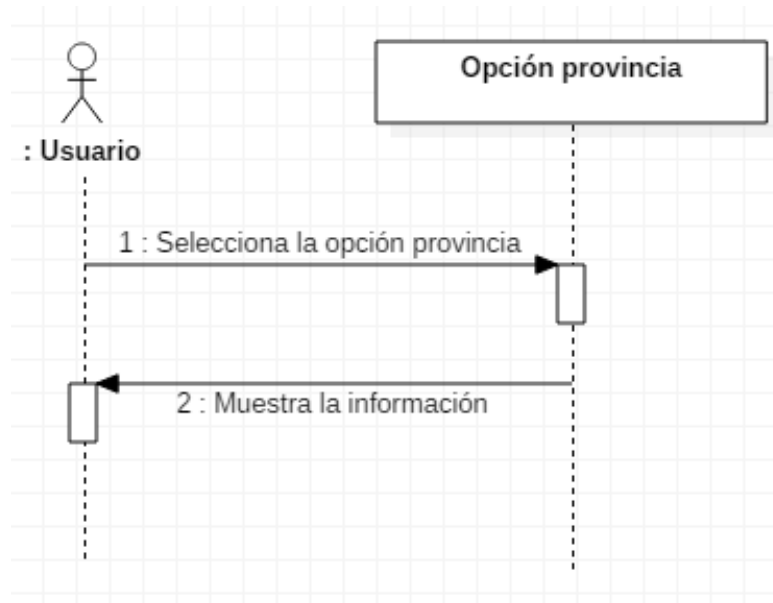 Opción provincia
: Usuario
1 : Selecciona la opción provincia
2 : Muestra la información